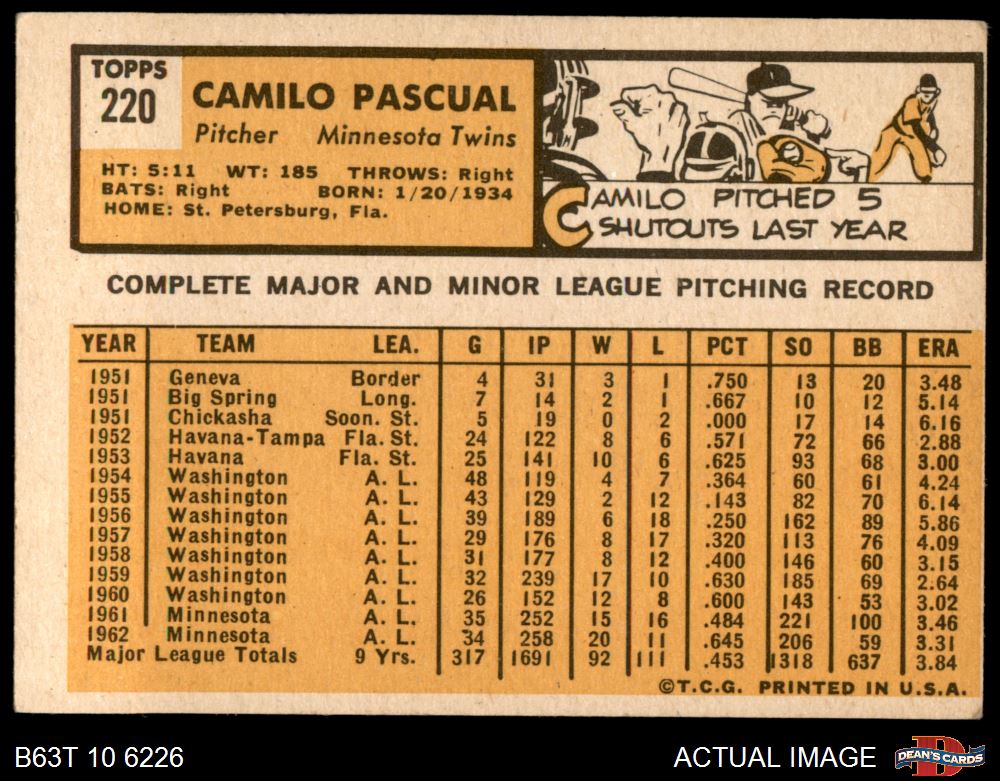 TOPPS
220
CAMILO PASCUAL
Pitcher Minnesota Twins
HT: 5:11 WT: 185 THROWS: Right
BATS: Right BORN: 1/20/1934
HOME: St. Petersburg, Fla.
CAMILO PITCHED 5
SHUTOUTS LAST YEAR
COMPLETE MAJOR AND MINOR LEAGUE PITCHING RECORD
YEAR TEAM LEA. G IP W L PCT SO BB ERA
1951 Geneva Border 4 31 3 1 .750 13 20 3.48
1951 Big Spring Long. 7 14 2 1 .667 10 12 5.14
1951 Chickasha Soon. St. 5 19 0 2 .000 17 14 6.16
1952 Havana-Tampa Fla. St. 24 122 8 6 .571 72 66 2.88
1953 Havana Fla. St. 25 141 10 6 .625 93 68 3.00
1954 Washington A. L. 48 119 4 7 .364 60 61 4.24
1955 Washington A. L. 43 129 2 12 .143 82 70 6.14
1956 Washington A. L. 39 189 6 18 .250 162 89 5.86
1957 Washington A. L. 29 176 8 17 .320 113 76 4.09
1958 Washington A. L. 31 177 8 12 .400 146 60 3.15
1959 Washington A. L. 32 239 17 10 .630 185 69 2.64
1960 Washington A. L. 26 152 12 8 .600 143 53 3.02
1961 Minnesota A. L. 35 252 15 16 .484 221 100 3.46
1962 Minnesota A. L. 34 258 20 11 .645 206 59 3.31
Major League Totals 9 Yrs. 317 1691 92 111 .453 1318 637 3.84
©T.C.G. PRINTED IN U.S.A.
B63T 10 6226
ACTUAL IMAGE
DEAN'S CARDS